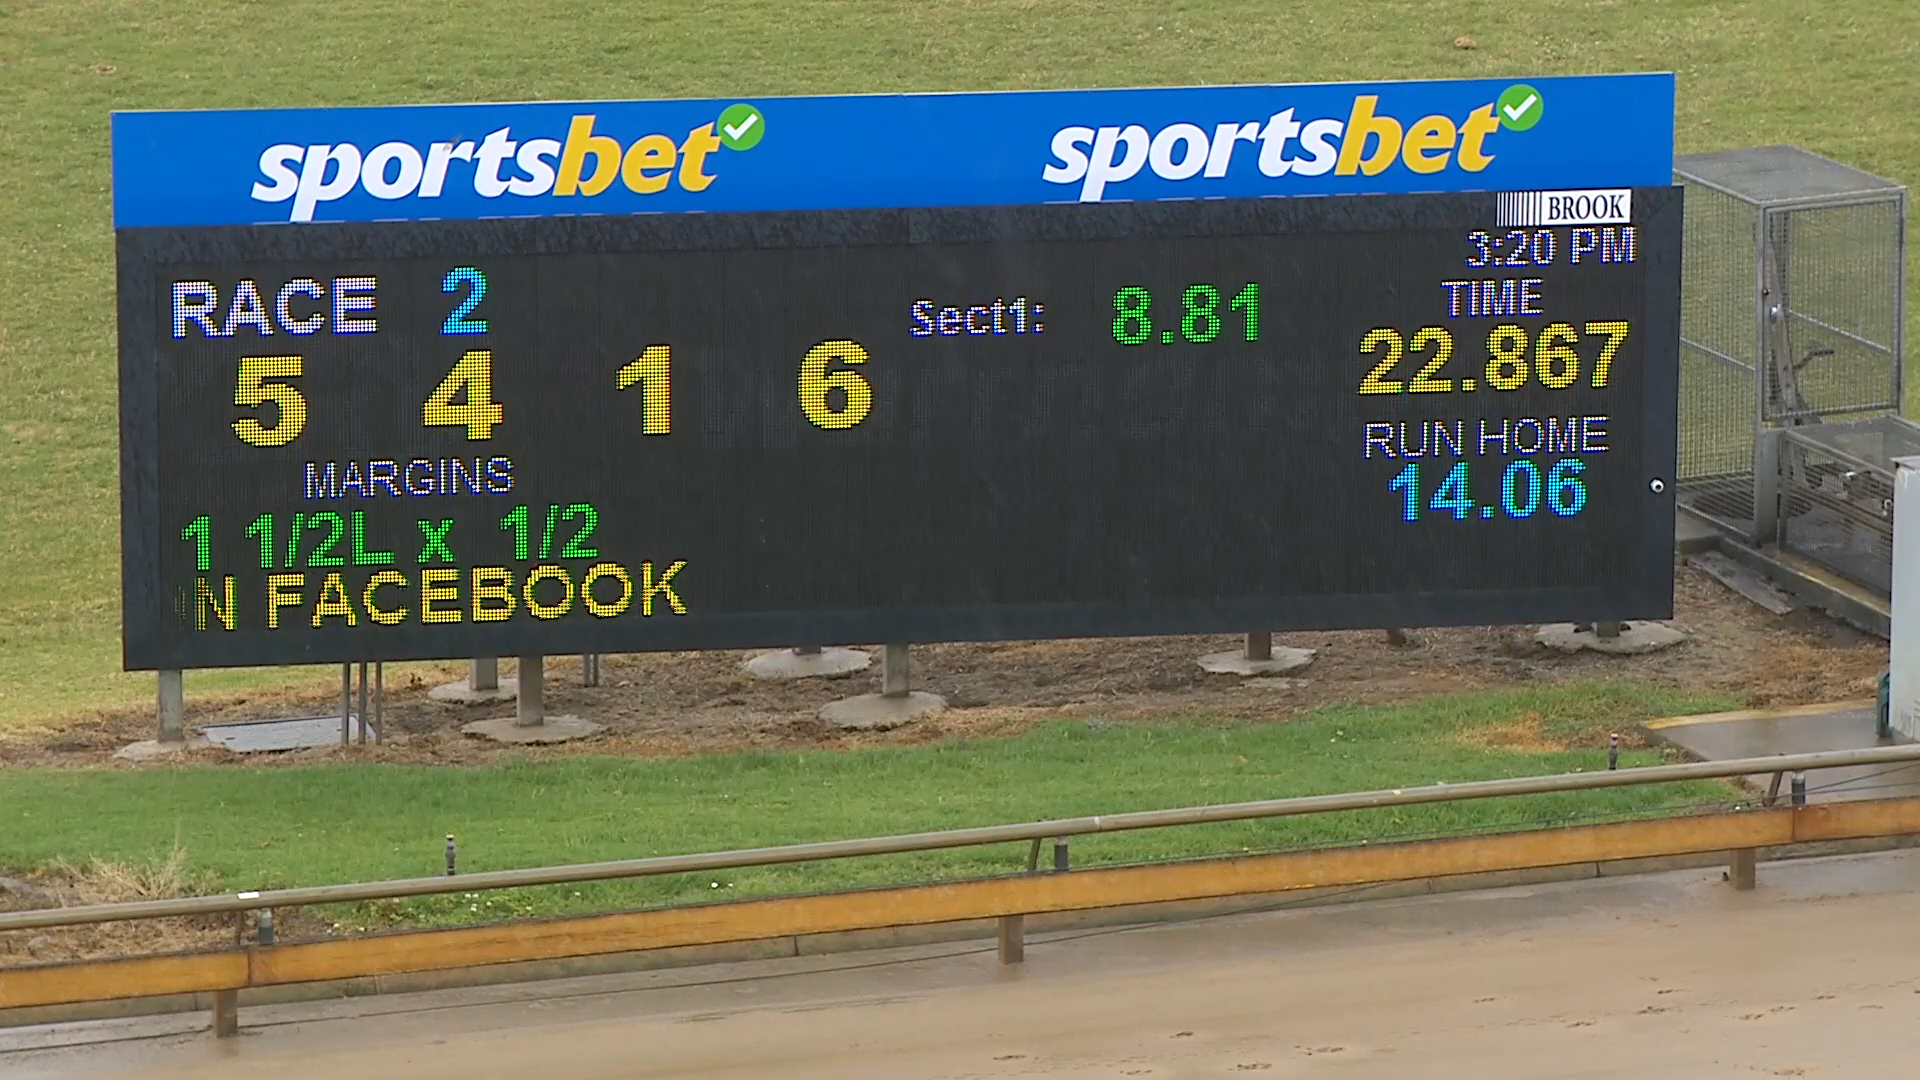 sportsbet sportsbet
BROOK
3:20 PM
RACE 2 Sect1: 8.81 TIME
22.867
5 4 1 6
RUN HOME
MARGINS
14.06
1 1/2L x 1/2
N FACEBOOK